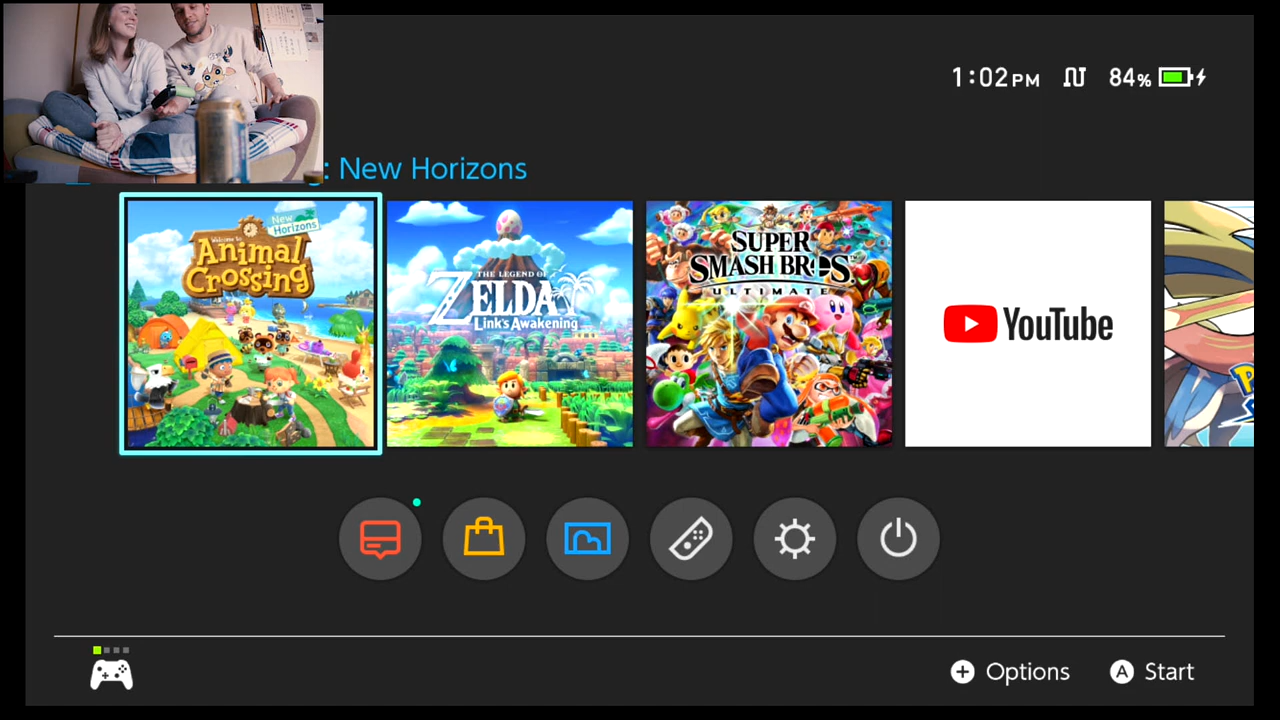 1:02PM
84%
: New Horizons
New
Horizons
Welcome to
Animal
Crossing
THE LEGEND OF
ZELDA
Link's Awakening
SUPER
SMASH BROS.
ULTIMATE
YouTube
Options
A
Start